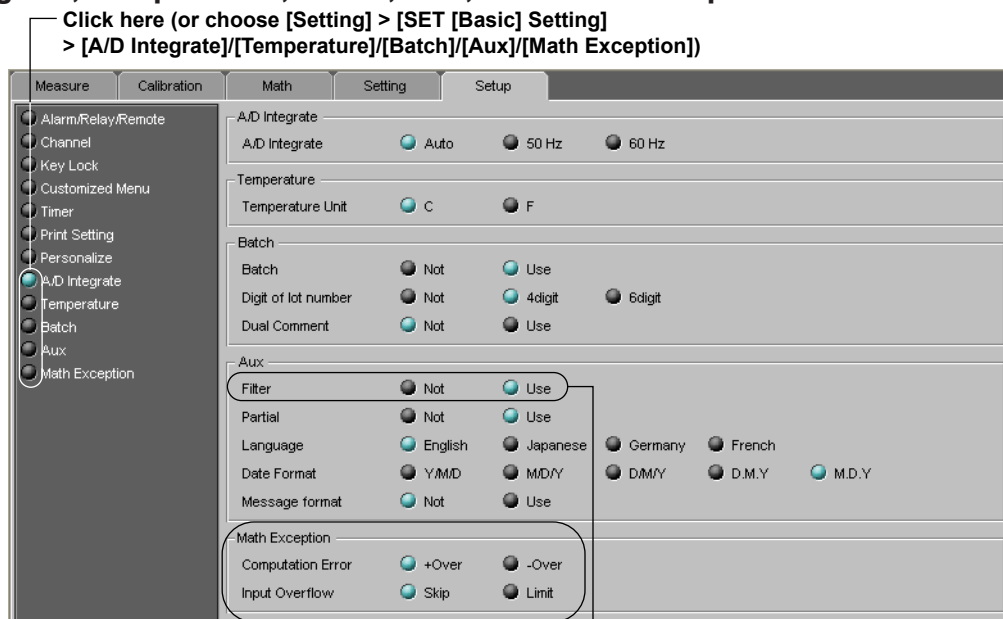 Click here (or choose [Setting] > [SET [Basic] Setting]
> [A/D Integrate]/[Temperature]/[Batch]/[Aux]/[Math Exception])
Measure Calibration Math Setting Setup
Alarm/Relay/Remote
Channel
Key Lock
Customized Menu
Timer
Print Setting
Personalize
A/D Integrate
Temperature
Batch
Aux
Math Exception
A/D Integrate
A/D Integrate Auto 50 Hz 60 Hz
Temperature
Temperature Unit C F
Batch
Batch Not Use
Digit of lot number Not 4digit 6digit
Dual Comment Not Use
Aux
Filter Not Use
Partial Not Use
Language English Japanese Germany French
Date Format Y/M/D M/D/Y D/M/Y D.M.Y M.D.Y
Message format Not Use
Math Exception
Computation Error +Over -Over
Input Overflow Skip Limit